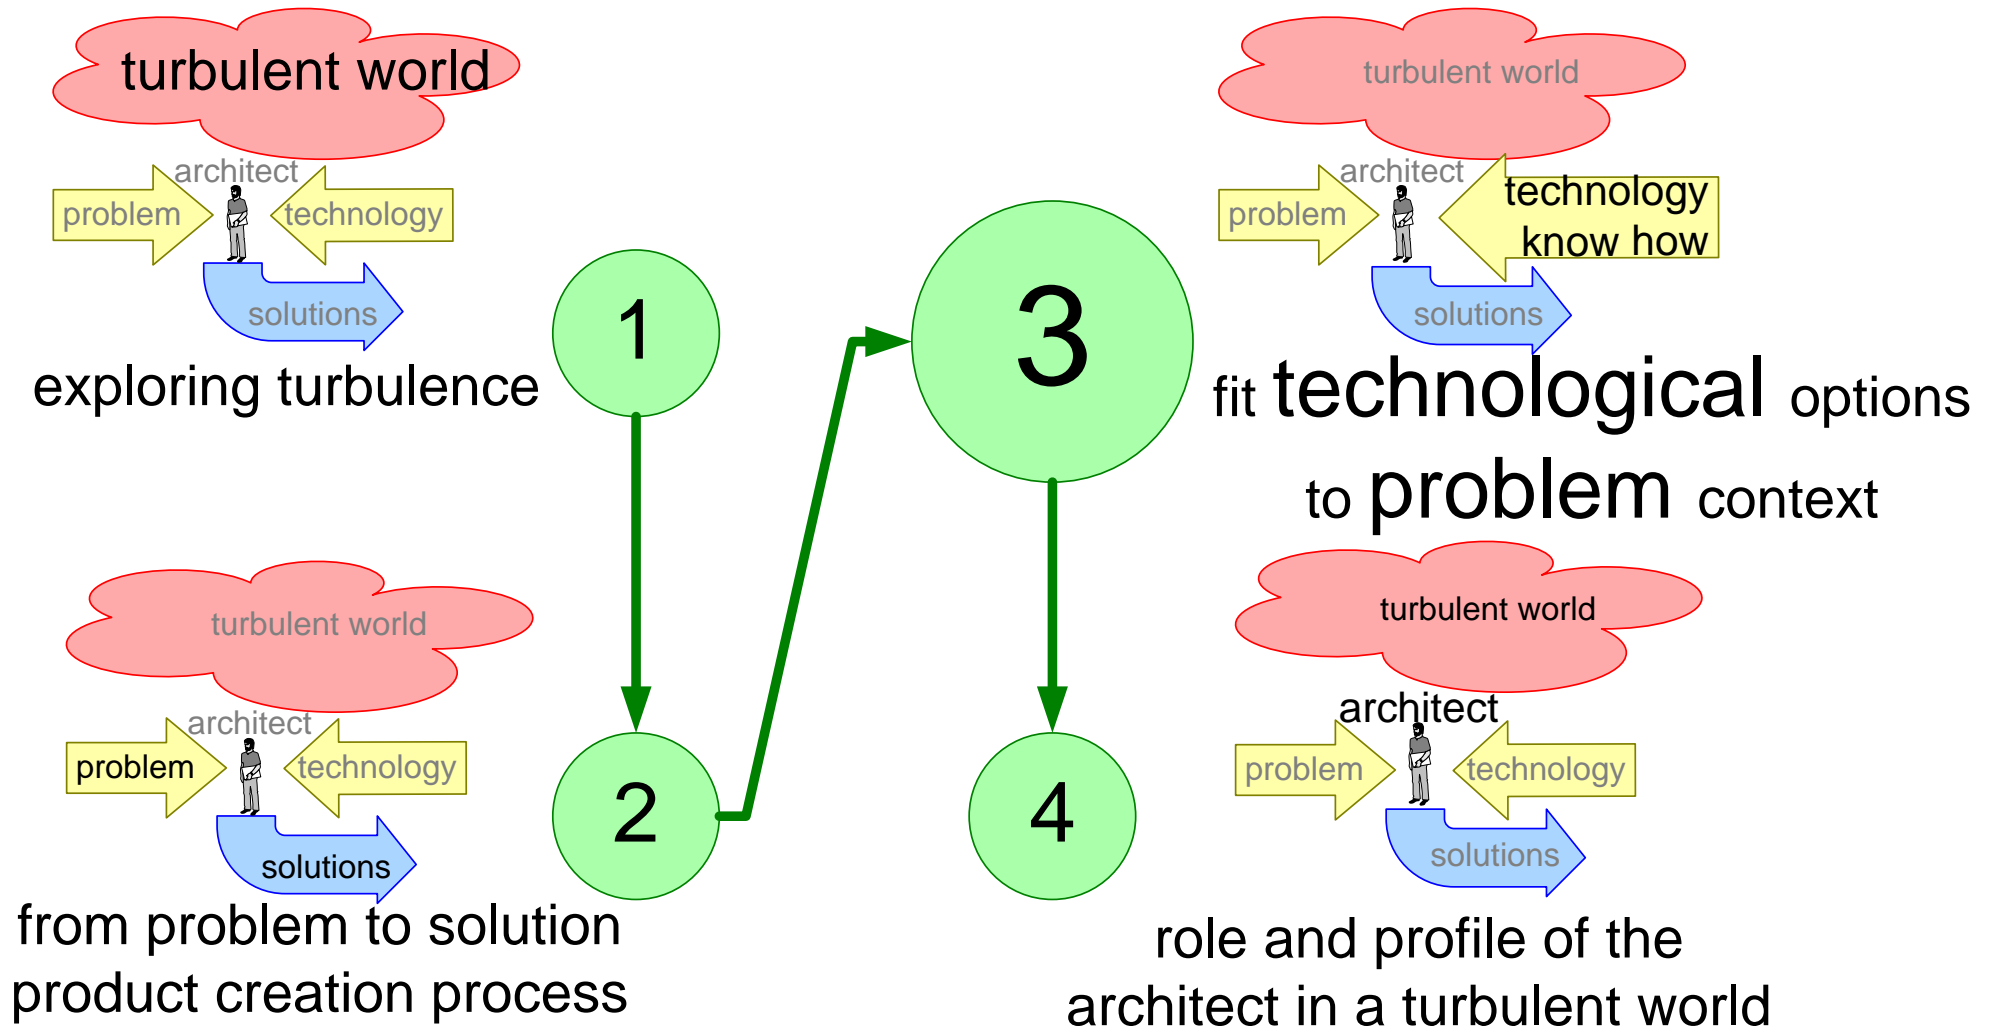 turbulent world
architect
problem
technology
solutions
exploring turbulence
1
turbulent world
architect
problem
technology
solutions
from problem to solution
product creation process
2
turbulent world
architect
problem
technology
know how
solutions
fit technological options
to problem context
3
turbulent world
architect
problem
technology
solutions
role and profile of the
architect in a turbulent world
4